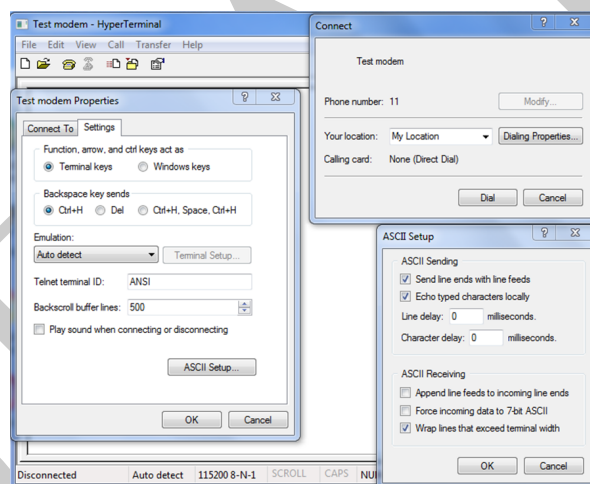 Test modem - HyperTerminal
File Edit View Call Transfer Help
Test modem Properties
Connect To Settings
Function, arrow, and ctrl keys act as
Terminal keys Windows keys
Backspace key sends
Ctrl+H Del Ctrl+H, Space, Ctrl+H
Emulation:
Auto detect Terminal Setup...
Telnet terminal ID: ANSI
Backscroll buffer lines: 500
Play sound when connecting or disconnecting
ASCII Setup...
OK Cancel
Disconnected Auto detect 115200 8-N-1 SCROLL CAPS
Connect
Test modem
Phone number: 11 Modify...
Your location: My Location Dialing Properties...
Calling card: None (Direct Dial)
Dial Cancel
ASCII Setup
ASCII Sending
Send line ends with line feeds
Echo typed characters locally
Line delay: 0 milliseconds.
Character delay: 0 milliseconds.
ASCII Receiving
Append line feeds to incoming line ends
Force incoming data to 7-bit ASCII
Wrap lines that exceed terminal width
OK Cancel